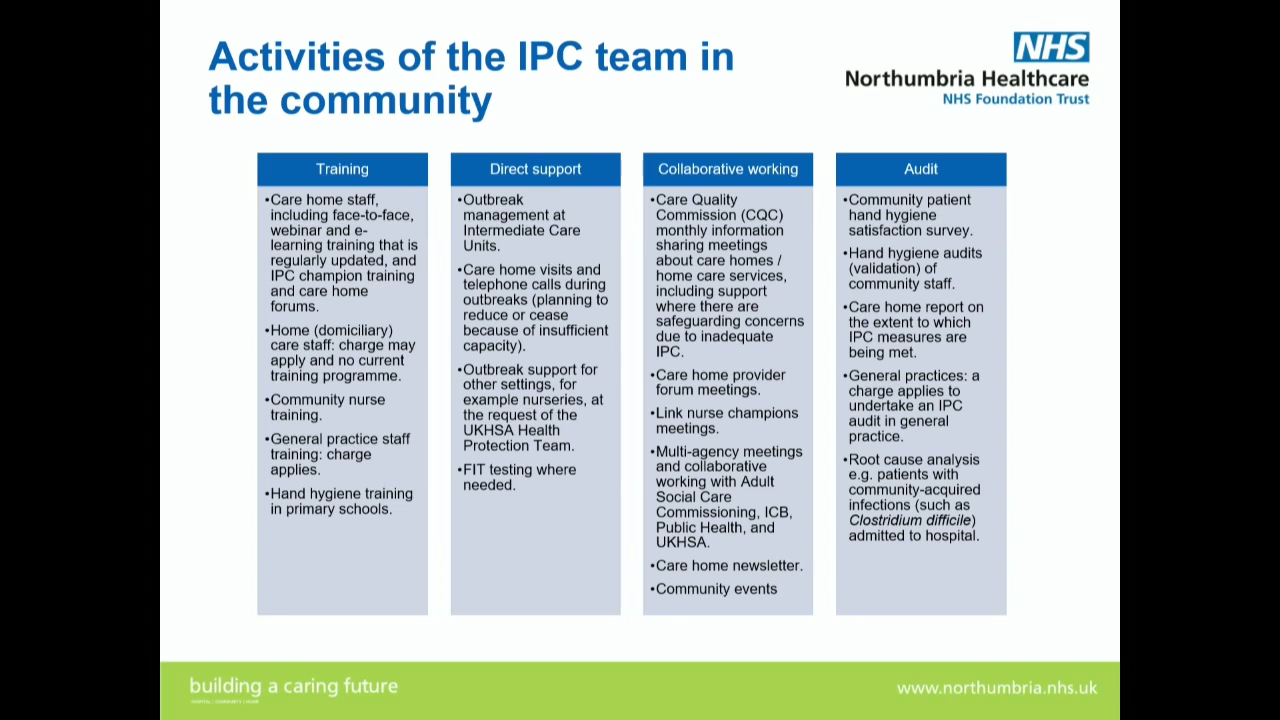 Activities of the IPC team in
the community
NHS
Northumbria Healthcare
NHS Foundation Trust
Training
•Care home staff,
including face-to-face,
webinar and e-
learning training that is
regularly updated, and
IPC champion training
and care home
forums.
•Home (domiciliary)
care staff: charge may
apply and no current
training programme.
•Community nurse
training.
•General practice staff
training: charge
applies.
•Hand hygiene training
in primary schools.
Direct support
•Outbreak
management at
Intermediate Care
Units.
•Care home visits and
telephone calls during
outbreaks (planning to
reduce or cease
because of insufficient
capacity).
•Outbreak support for
other settings, for
example nurseries, at
the request of the
UKHSA Health
Protection Team.
•FIT testing where
needed.
Collaborative working
•Care Quality
Commission (CQC)
monthly information
sharing meetings
about care homes /
home care services,
including support
where there are
safeguarding concerns
due to inadequate
IPC.
•Care home provider
forum meetings.
•Link nurse champions
meetings.
•Multi-agency meetings
and collaborative
working with Adult
Social Care
Commissioning, ICB,
Public Health, and
UKHSA.
•Care home newsletter.
•Community events
Audit
•Community patient
hand hygiene
satisfaction survey.
•Hand hygiene audits
(validation) of
community staff.
•Care home report on
the extent to which
IPC measures are
being met.
•General practices: a
charge applies to
undertake an IPC
audit in general
practice.
•Root cause analysis
e.g. patients with
community-acquired
infections (such as
Clostridium difficile)
admitted to hospital.
building a caring future
www.northumbria.nhs.uk